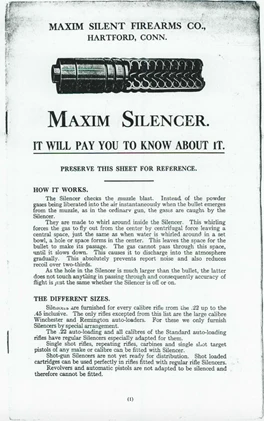 MAXIM SILENT FIREARMS CO.,
HARTFORD, CONN.
MAXIM SILENCER.
IT WILL PAY YOU TO KNOW ABOUT IT.
PRESERVE THIS SHEET FOR REFERENCE.
HOW IT WORKS.
The Silencer checks the muzzle blast. Instead of the powder
gases being liberated into the air instantaneously when the bullet emerges
from the muzzle, as in the ordinary gun, the gases are caught by the
Silencer.
They are made to whirl around inside the Silencer. This whirling
forces the gas to fly out from the center by centrifugal force leaving a
central space, just the same as when water is whirled around in a set
bowl, a hole or space forms in the center. This leaves the space for the
bullet to make its passage. The gas cannot pass through this space,
until it slows down. This causes it to discharge into the atmosphere
gradually. This absolutely prevents report noise and also reduces
recoil over two-thirds.
As the hole in the Silencer is much larger than the bullet, the latter
does not touch anything in passing through and consequently accuracy of
flight is just the same whether the Silencer is off or on.
THE DIFFERENT SIZES.
Silencers are furnished for every calibre rifle from the .22 up to the
.45 inclusive. The only rifles excepted from this list are the large calibre
Winchester and Remington auto-loaders. For these we only furnish
Silencers by special arrangement.
The .22 auto-loading and all calibres of the Standard auto-loading
rifles have regular Silencers especially adapted for them.
Single shot rifles, repeating rifles, carbines and single shot target
pistols of any make or calibre can be fitted with Silencer.
Shot-gun Silencers are not yet ready for distribution. Shot loaded
cartridges can be used perfectly in rifles fitted with regular rifle Silencers.
Revolvers and automatic pistols are not adapted to be silenced and
therefore cannot be fitted.
(1)